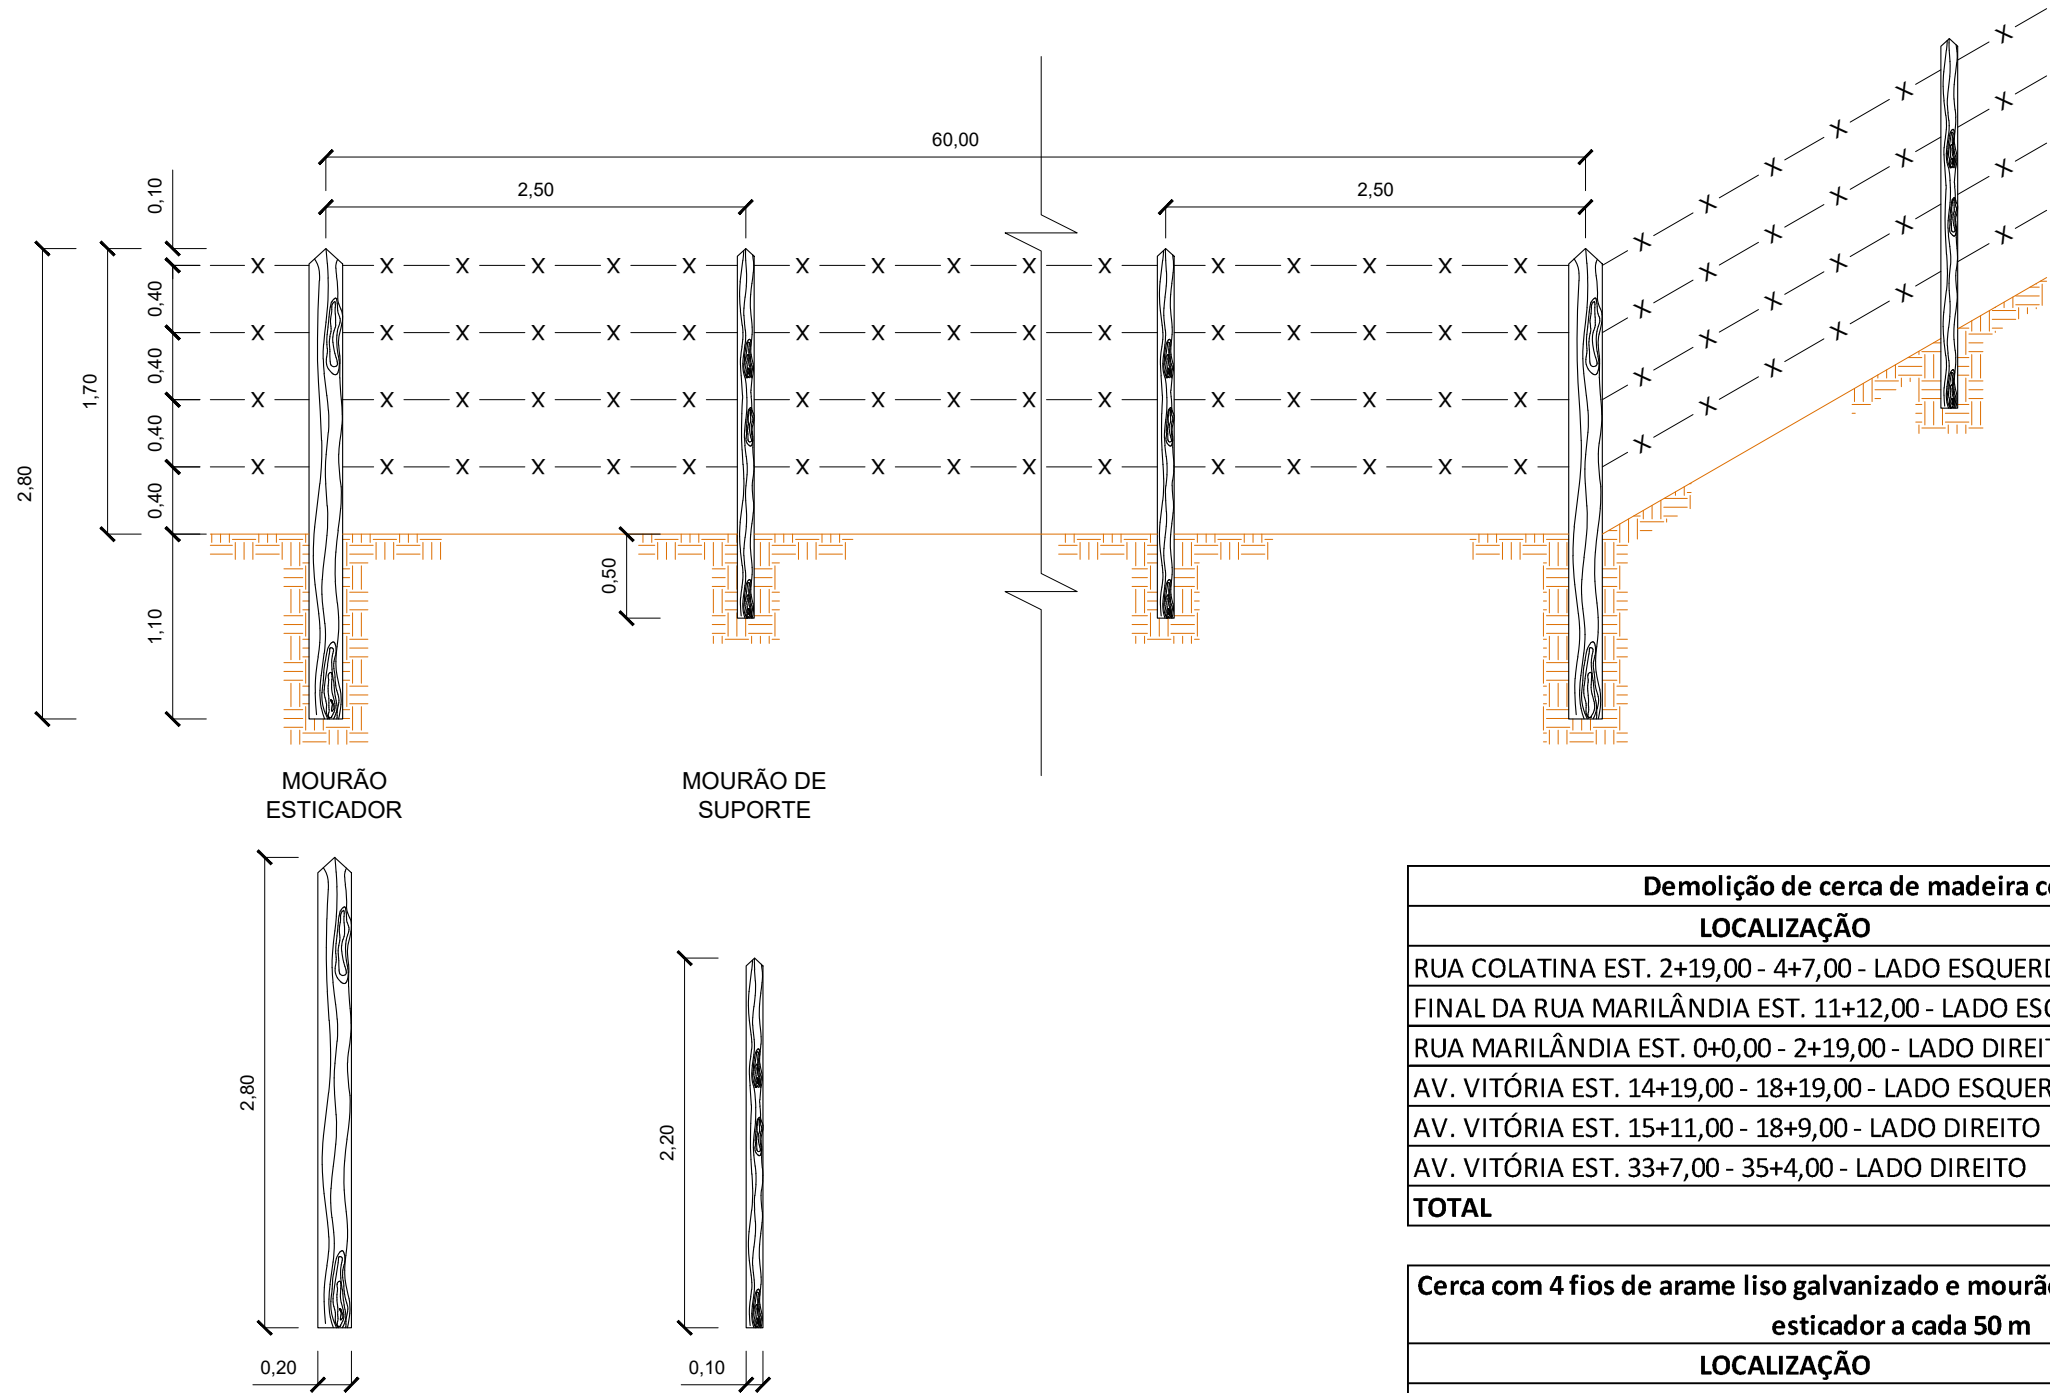 60,00
2,50
2,50
0,10
0,40
0,40
0,40
0,40
1,70
2,80
1,10
0,50
X X X X X X X X X X X X X X X X
X X X X X X X X X X X X X X X X
X X X X X X X X X X X X X X X X
X X X X X X X X X X X X X X X X
X X X X X X
X X X X X X
X X X X X X
X X X X X X
MOURÃO
ESTICADOR
MOURÃO DE
SUPORTE
2,80
0,20
2,20
0,10
Demolição de cerca de madeira
LOCALIZAÇÃO
RUA COLATINA EST. 2+19,00 - 4+7,00 - LADO
FINAL DA RUA MARILÂNDIA EST. 11+12,00 - LADO
RUA MARILÂNDIA EST. 0+0,00 - 2+19,00 - LADO
AV. VITÓRIA EST. 14+19,00 - 18+19,00 - LADO
AV. VITÓRIA EST. 15+11,00 - 18+9,00 - LADO DIREITO
AV. VITÓRIA EST. 33+7,00 - 35+4,00 - LADO DIREITO
TOTAL
Cerca com 4 fios de arame liso galvanizado e mourão
esticador a cada 50 m
LOCALIZAÇÃO